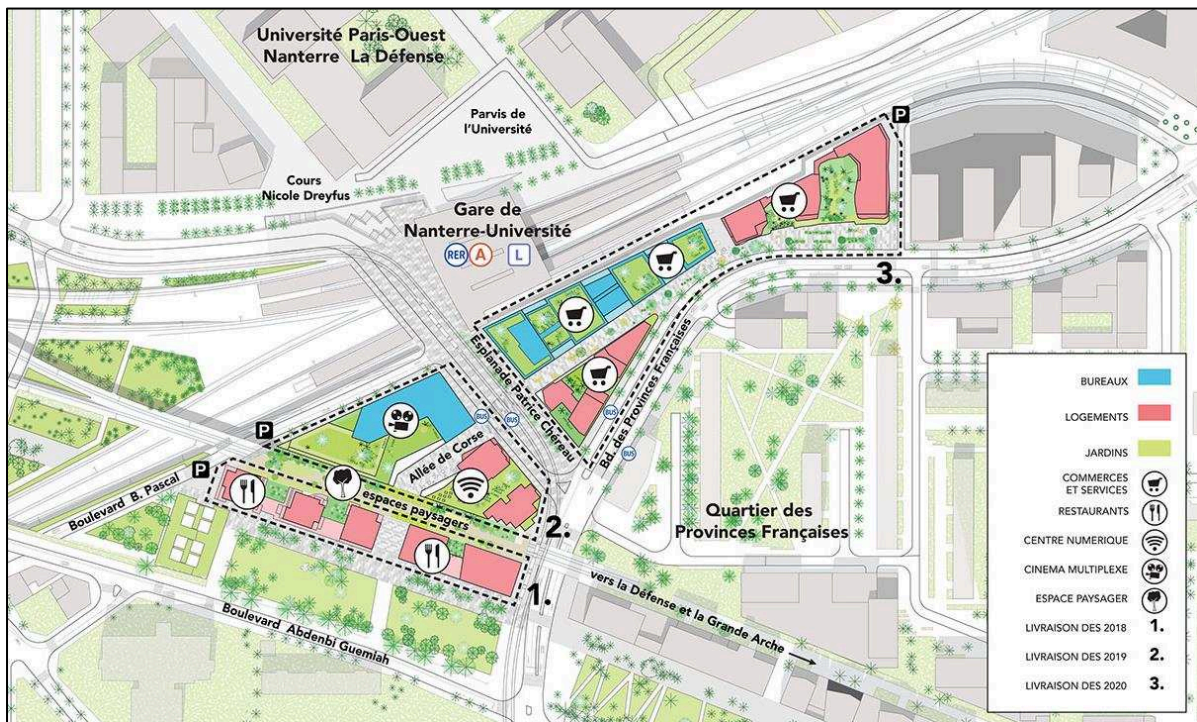 Université Paris-Ouest
Nanterre La Défense
Parvis de
l'Université
Cours
Nicole Dreyfus
Gare de
Nanterre-Université
RER A L
P
3.
Esplanade Patrice Chéreau
Bd. des Provinces Françaises
BUS
BUS
BUS
BUS
P
P
Allée de Corse
Boulevard B. Pascal
espaces paysagers
2.
1.
Quartier des
Provinces Françaises
vers la Défense et la Grande Arche
Boulevard Abdenbi Guemiah
BUREAUX
LOGEMENTS
JARDINS
COMMERCES
ET SERVICES
RESTAURANTS
CENTRE NUMERIQUE
CINEMA MULTIPLEXE
ESPACE PAYSAGER
LIVRAISON DES 2018 1.
LIVRAISON DES 2019 2.
LIVRAISON DES 2020 3.